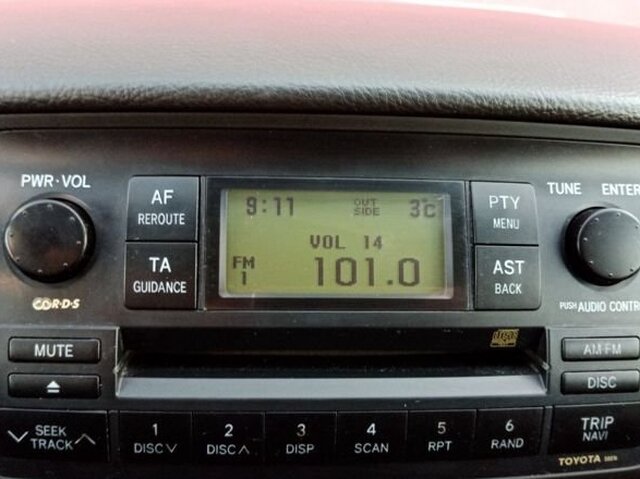 PWR·VOL
AF
REROUTE
TA
GUIDANCE
9:11
OUT
SIDE
3°C
VOL 14
FM
1
101.0
PTY
MENU
AST
BACK
TUNE
ENTER
PUSH AUDIO CONTR
MUTE
AM·FM
DISC
SEEK
TRACK
1
DISC
2
DISC
3
DISP
4
SCAN
5
RPT
6
RAND
TRIP
NAVI
TOYOTA